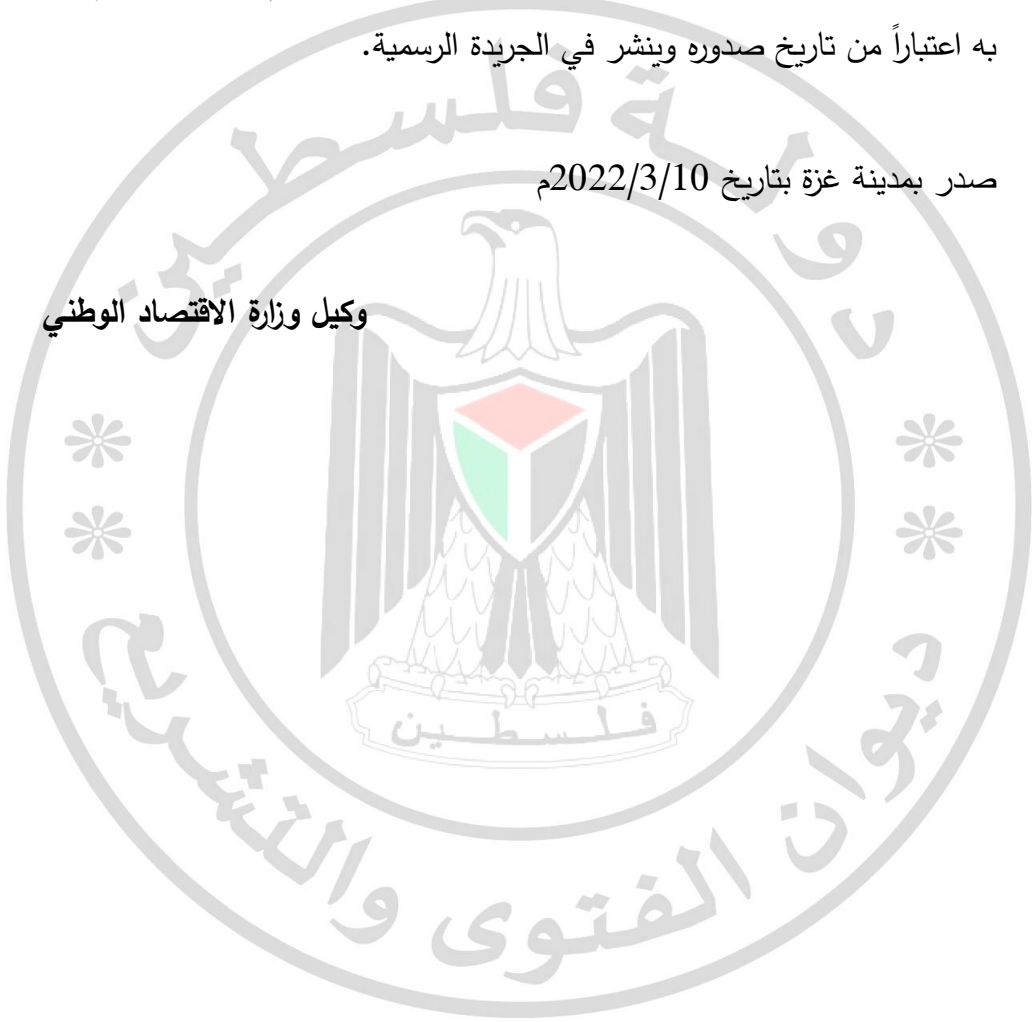 به اعتباراً من تاريخ صدوره وينشر في الجريدة الرسمية.
صدر بمدينة غزة بتاريخ 2022/3/10م
وكيل وزارة الاقتصاد الوطني
دولة فلسطين
فلسطين
ديوان الفتوى والتشريع